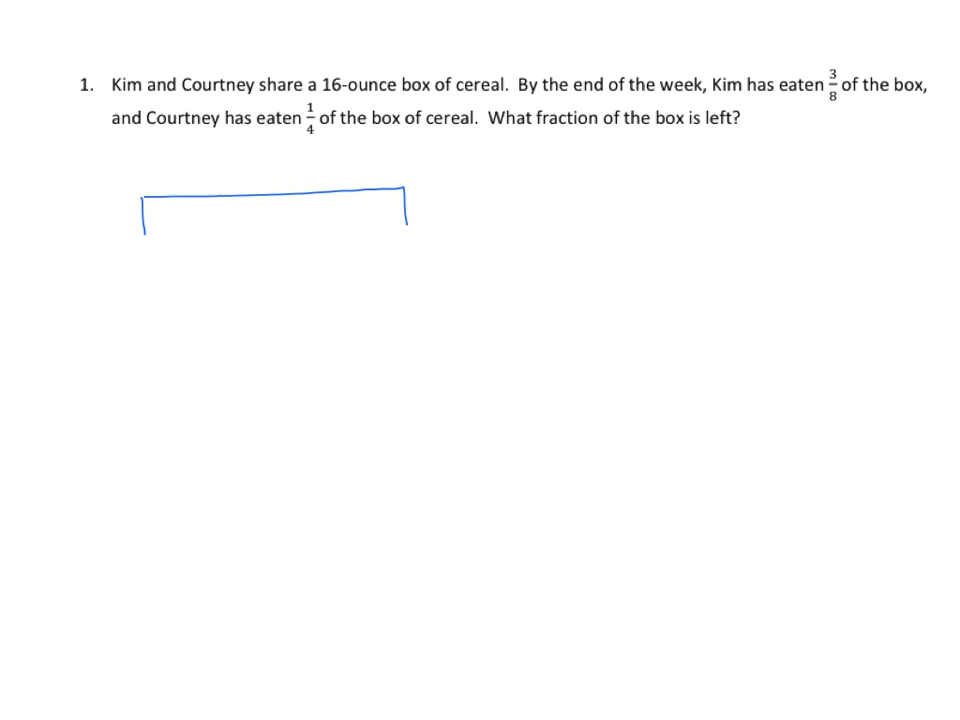 1. Kim and Courtney share a 16-ounce box of cereal. By the end of the week, Kim has eaten 3/8 of the box,
and Courtney has eaten 1/4 of the box of cereal. What fraction of the box is left?